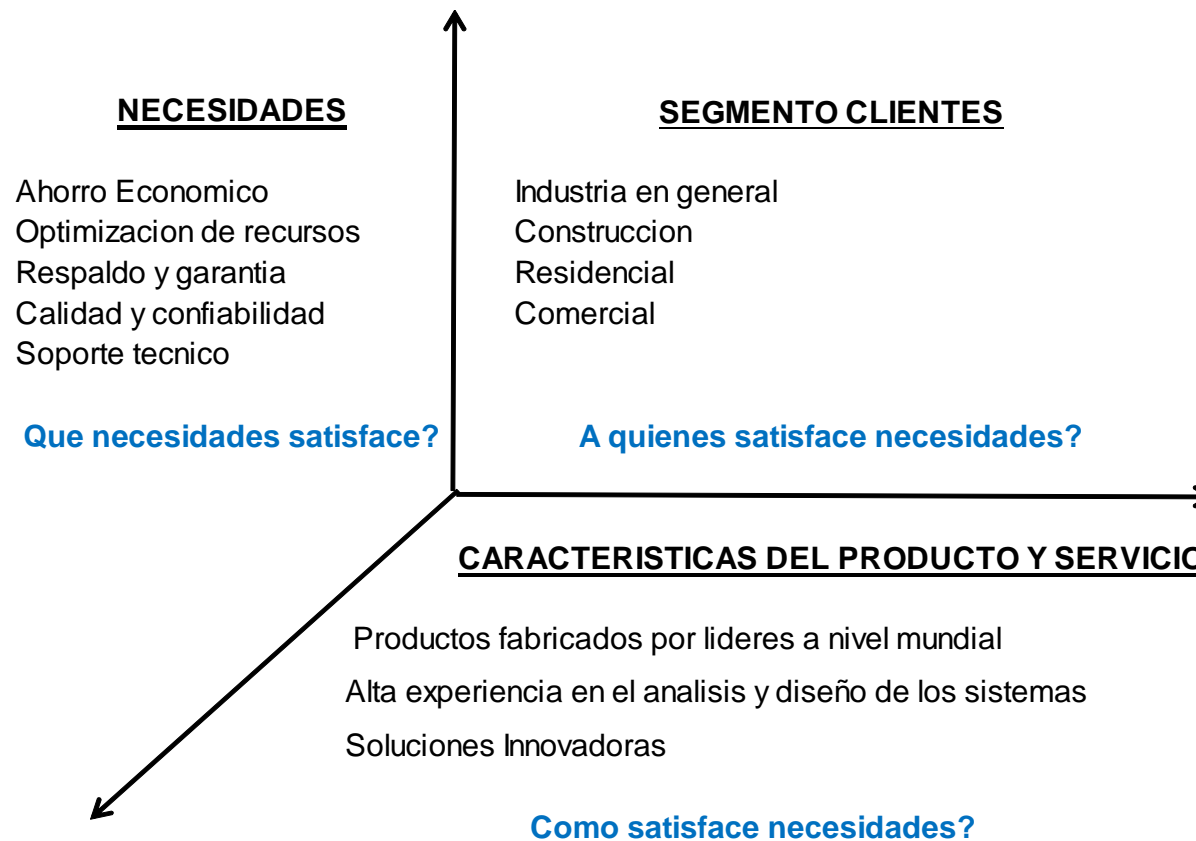 NECESIDADES
Ahorro Economico
Optimizacion de recursos
Respaldo y garantia
Calidad y confiabilidad
Soporte tecnico
Que necesidades satisface?
SEGMENTO CLIENTES
Industria en general
Construccion
Residencial
Comercial
A quienes satisface necesidades?
CARACTERISTICAS DEL PRODUCTO Y SERVICIO
Productos fabricados por lideres a nivel mundial
Alta experiencia en el analisis y diseño de los sistemas
Soluciones Innovadoras
Como satisface necesidades?